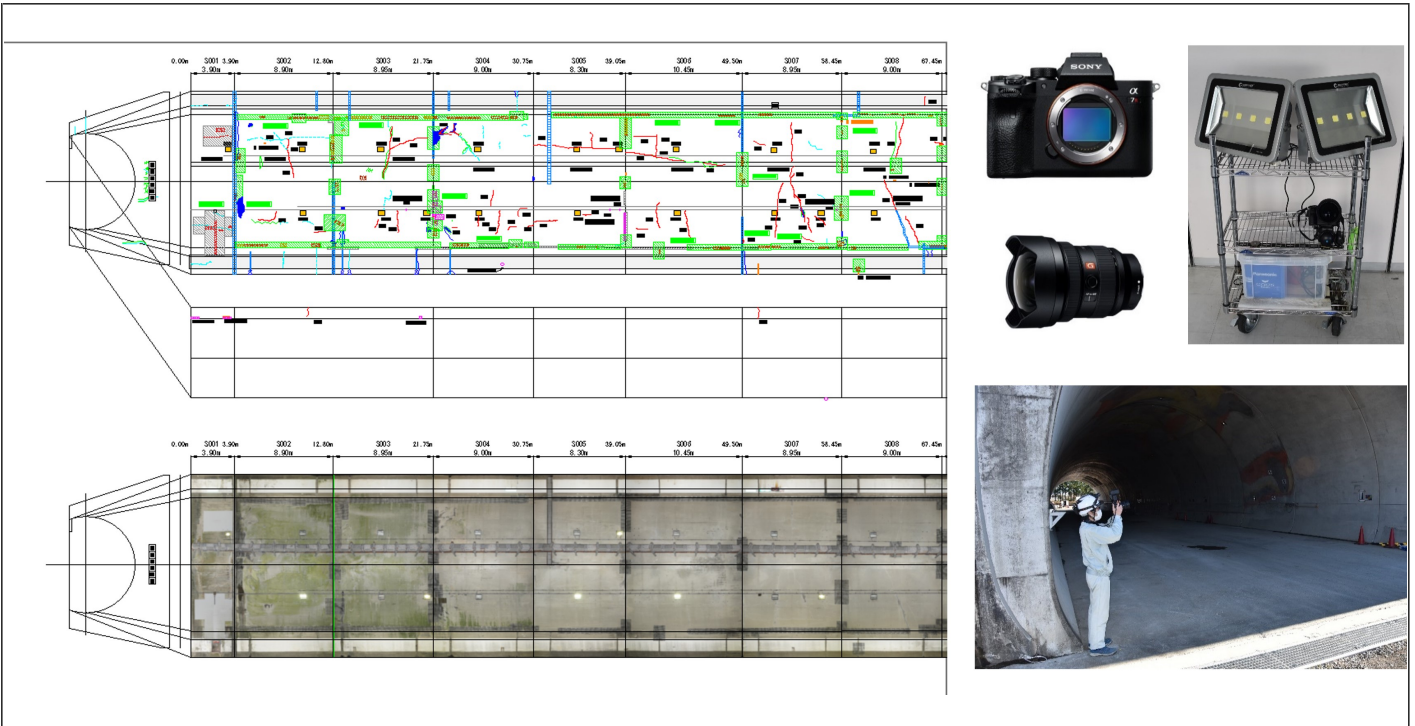 0.00m S001 3.90m S002 12.80m S003 21.75m S004 30.75m S005 39.05m S006 49.50m S007 58.45m S008 67.45m
3.90m 8.90m 8.95m 9.00m 8.30m 10.45m 8.95m 9.00m
SONY
α
7R
G
Panasonic
0.00m S001 3.90m S002 12.80m S003 21.75m S004 30.75m S005 39.05m S006 49.50m S007 58.45m S008 67.45m
3.90m 8.90m 8.95m 9.00m 8.30m 10.45m 8.95m 9.00m